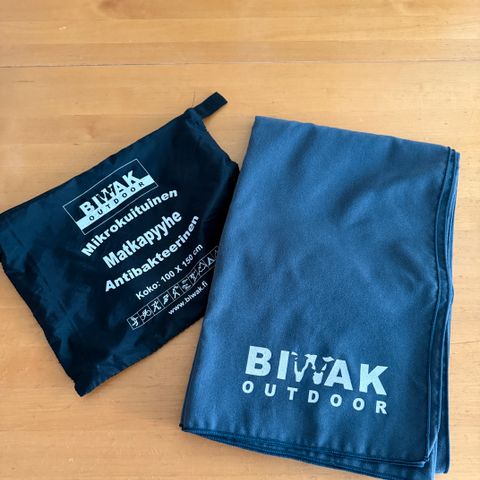 BIWAK
OUTDOOR
Mikrokuituinen
Matkapyyhe
Antibakteerinen
Koko: 100 X 150 cm
www.biwak.fi
BIWAK
OUTDOOR